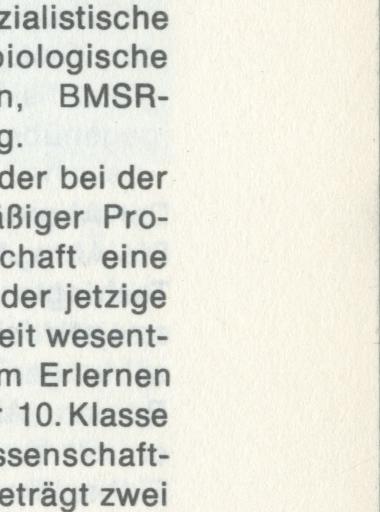 zialistische
biologische
n, BMSR-
g.
der bei der
äßiger Pro-
chaft eine
der jetzige
eit wesent-
m Erlernen
10. Klasse
ssenschaft-
eträgt zwei